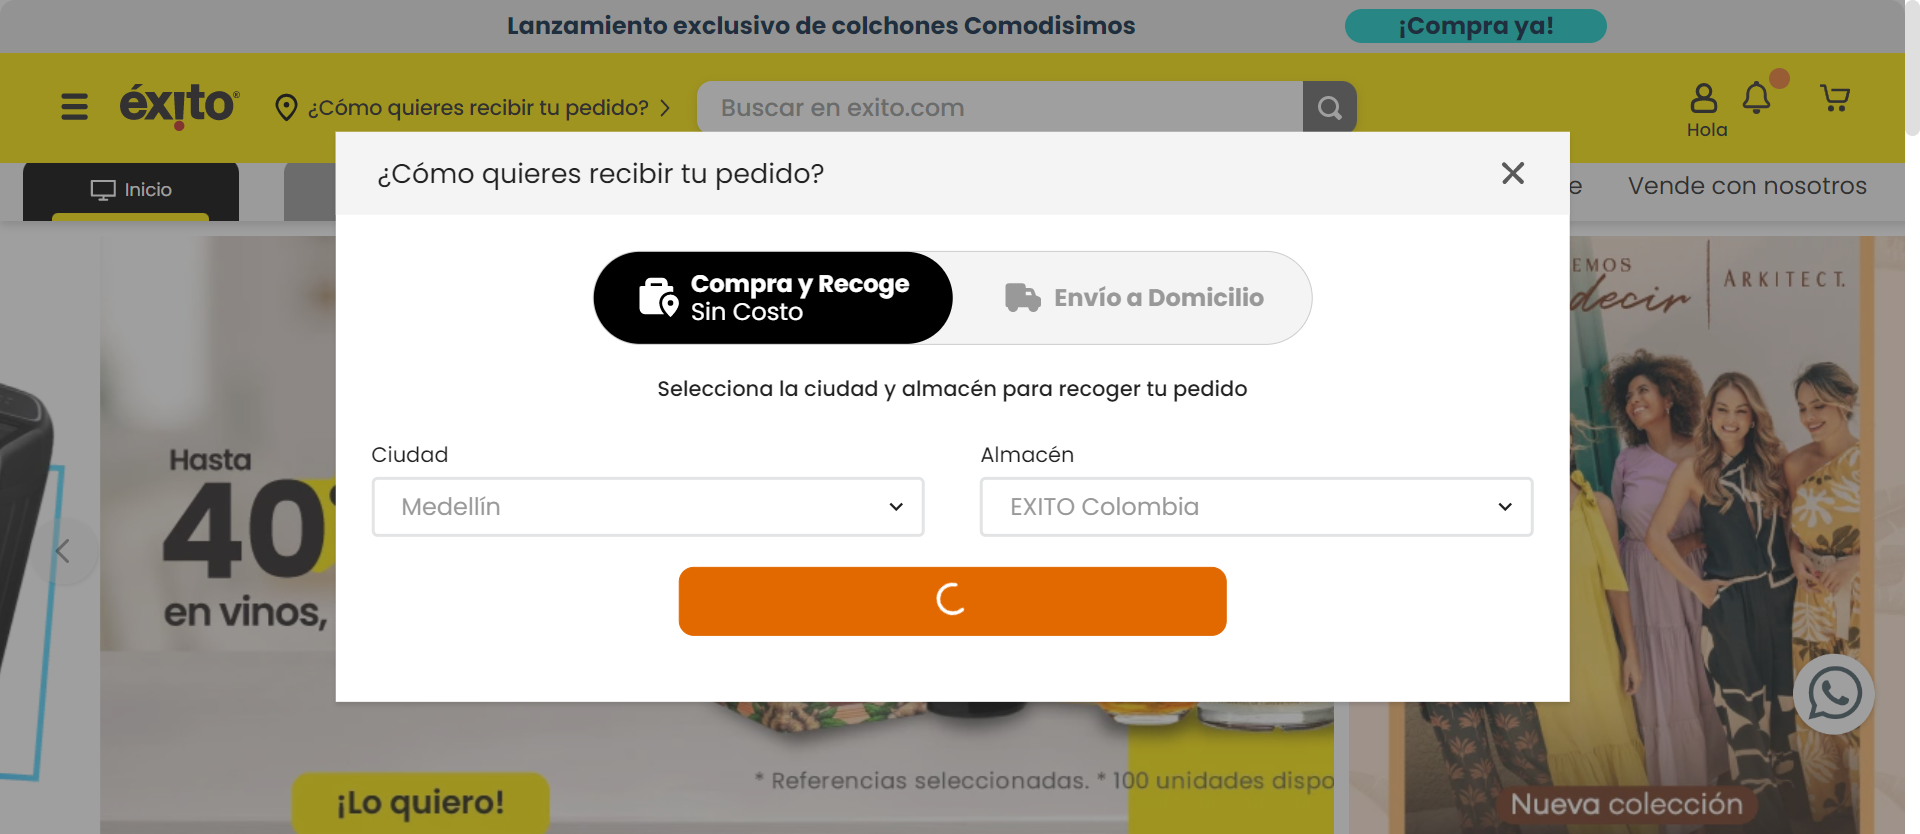 Lanzamiento exclusivo de colchones Comodisimos
¡Compra ya!
éxito®
¿Cómo quieres recibir tu pedido?
Buscar en exito.com
Hola
Inicio
Vende con nosotros
¿Cómo quieres recibir tu pedido?
Compra y Recoge
Sin Costo
Envío a Domicilio
Selecciona la ciudad y almacén para recoger tu pedido
Ciudad
Almacén
Medellín
EXITO Colombia
Hasta
40
en vinos,
decir
ARKITECT.
* Referencias seleccionadas. * 100 unidades dispo
¡Lo quiero!
Nueva colección